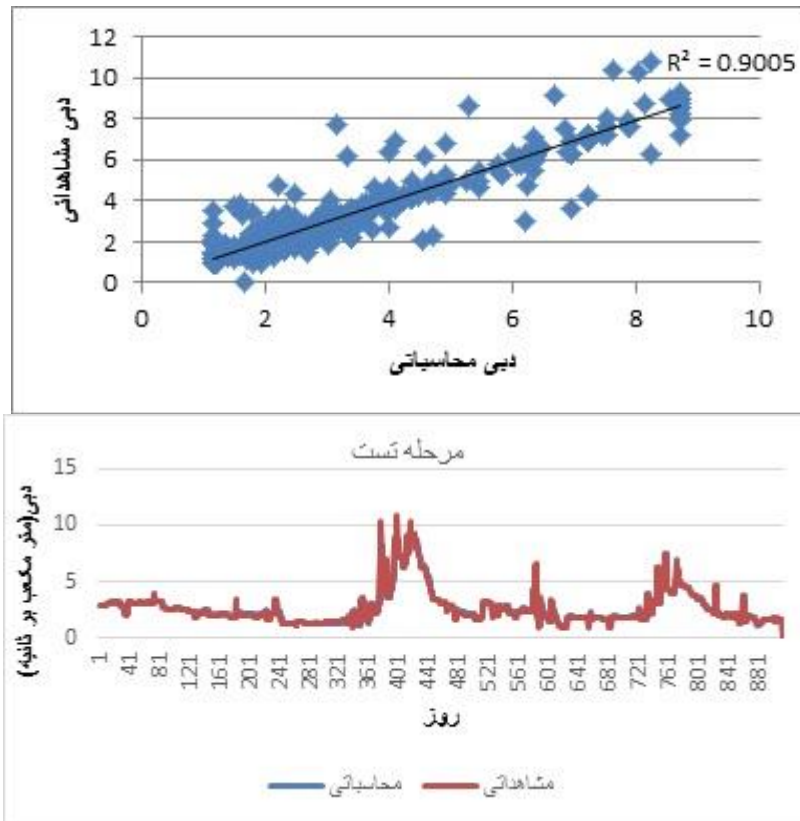 12
10
8
6
4
2
0
R² = 0.9005
دبی مشاهداتی
0 2 4 6 8 10
دبی محاسباتی
مرحله تست
15
10
5
0
دبی(متر مکعب بر ثانیه)
1 41 81 121 161 201 241 281 321 361 401 441 481 521 561 601 641 681 721 761 801 841 881
روز
محاسباتی مشاهداتی